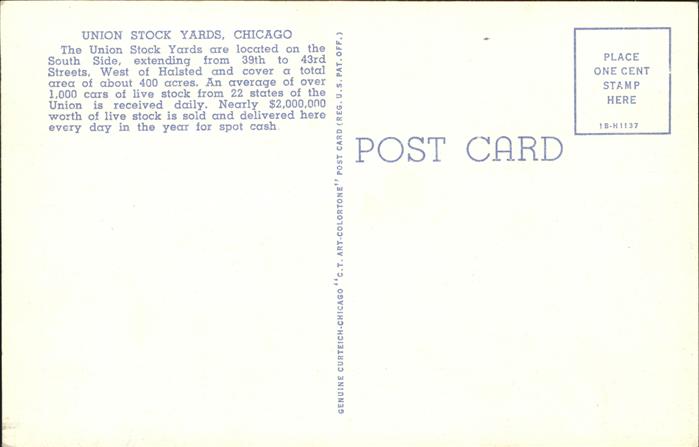 UNION STOCK YARDS, CHICAGO
The Union Stock Yards are located on the
South Side, extending from 39th to 43rd
Streets, West of Halsted and cover a total
area of about 400 acres. An average of over
1,000 cars of live stock from 22 states of the
Union is received daily. Nearly $2,000,000
worth of live stock is sold and delivered here
every day in the year for spot cash.
GENUINE CURTEICH-CHICAGO "C.T. ART-COLORTONE" POST CARD (REG. U.S. PAT. OFF.)
POST CARD
PLACE
ONE CENT
STAMP
HERE
1B-H1137